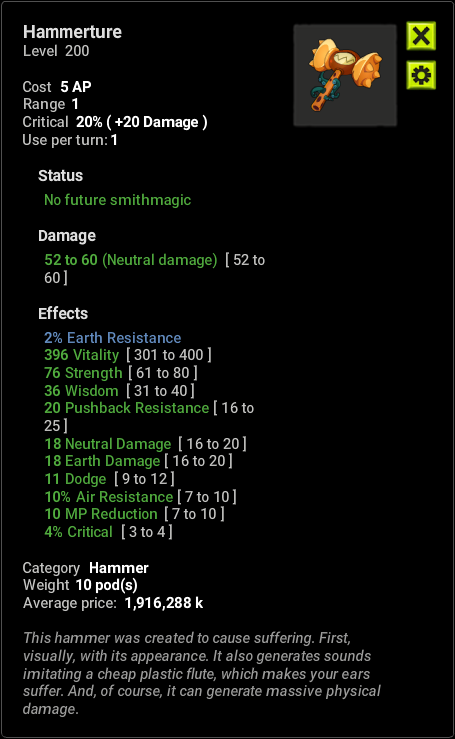 Hammerture
Level 200
Cost 5 AP
Range 1
Critical 20% ( +20 Damage )
Use per turn: 1
Status
No future smithmagic
Damage
52 to 60 (Neutral damage) [ 52 to
60 ]
Effects
2% Earth Resistance
396 Vitality [ 301 to 400 ]
76 Strength [ 61 to 80 ]
36 Wisdom [ 31 to 40 ]
20 Pushback Resistance [ 16 to
25 ]
18 Neutral Damage [ 16 to 20 ]
18 Earth Damage [ 16 to 20 ]
11 Dodge [ 9 to 12 ]
10% Air Resistance [ 7 to 10 ]
10 MP Reduction [ 7 to 10 ]
4% Critical [ 3 to 4 ]
Category Hammer
Weight 10 pod(s)
Average price: 1,916,288 k
This hammer was created to cause suffering. First,
visually, with its appearance. It also generates sounds
imitating a cheap plastic flute, which makes your ears
suffer. And, of course, it can generate massive physical
damage.